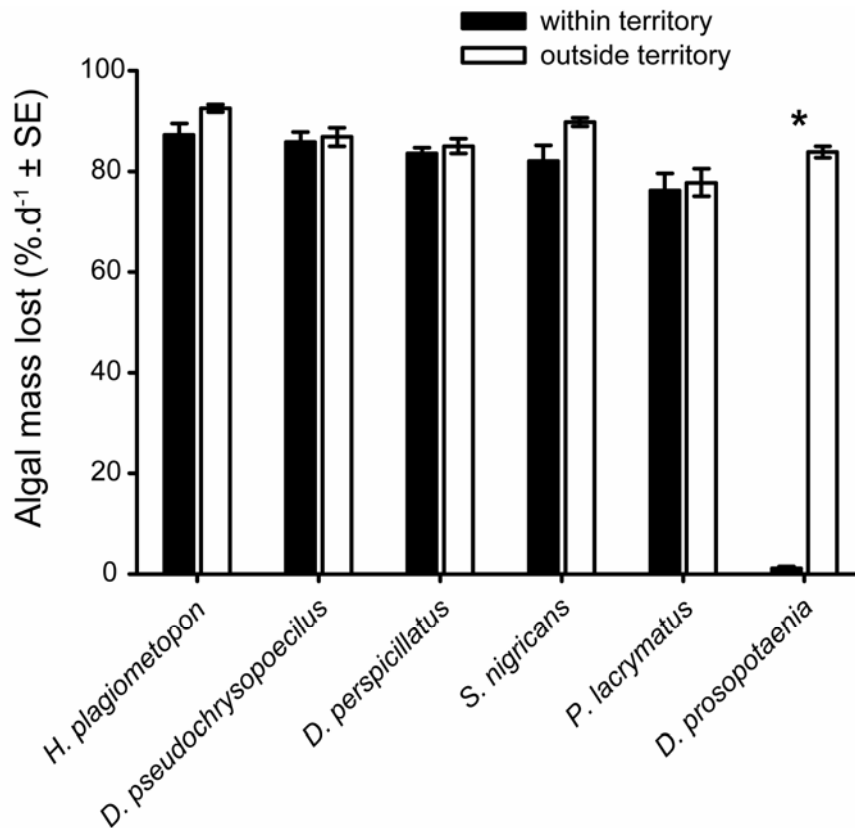 within territory
outside territory
Algal mass lost (%.d⁻¹ ± SE)
100
80
60
40
20
0
*
H. plagiometopon
D. pseudochrysopoecilus
D. perspicillatus
S. nigricans
P. lacrymatus
D. prosopotaenia